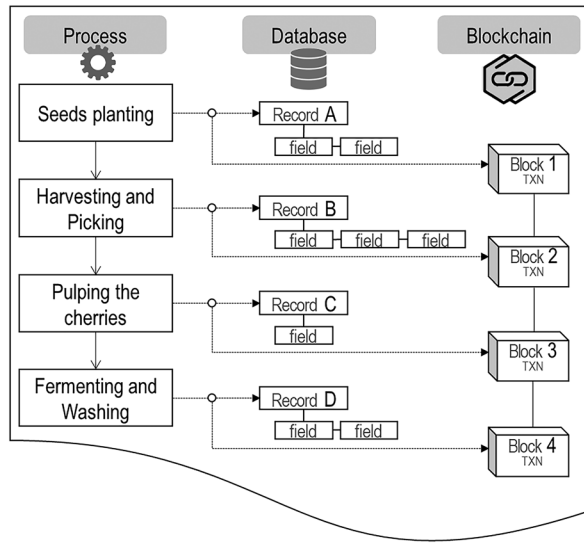 Process
Database
Blockchain
Seeds planting
Record A
field
field
Block 1
TXN
Harvesting and
Picking
Record B
field
field
field
Block 2
TXN
Pulping the
cherries
Record C
field
Block 3
TXN
Fermenting and
Washing
Record D
field
field
Block 4
TXN